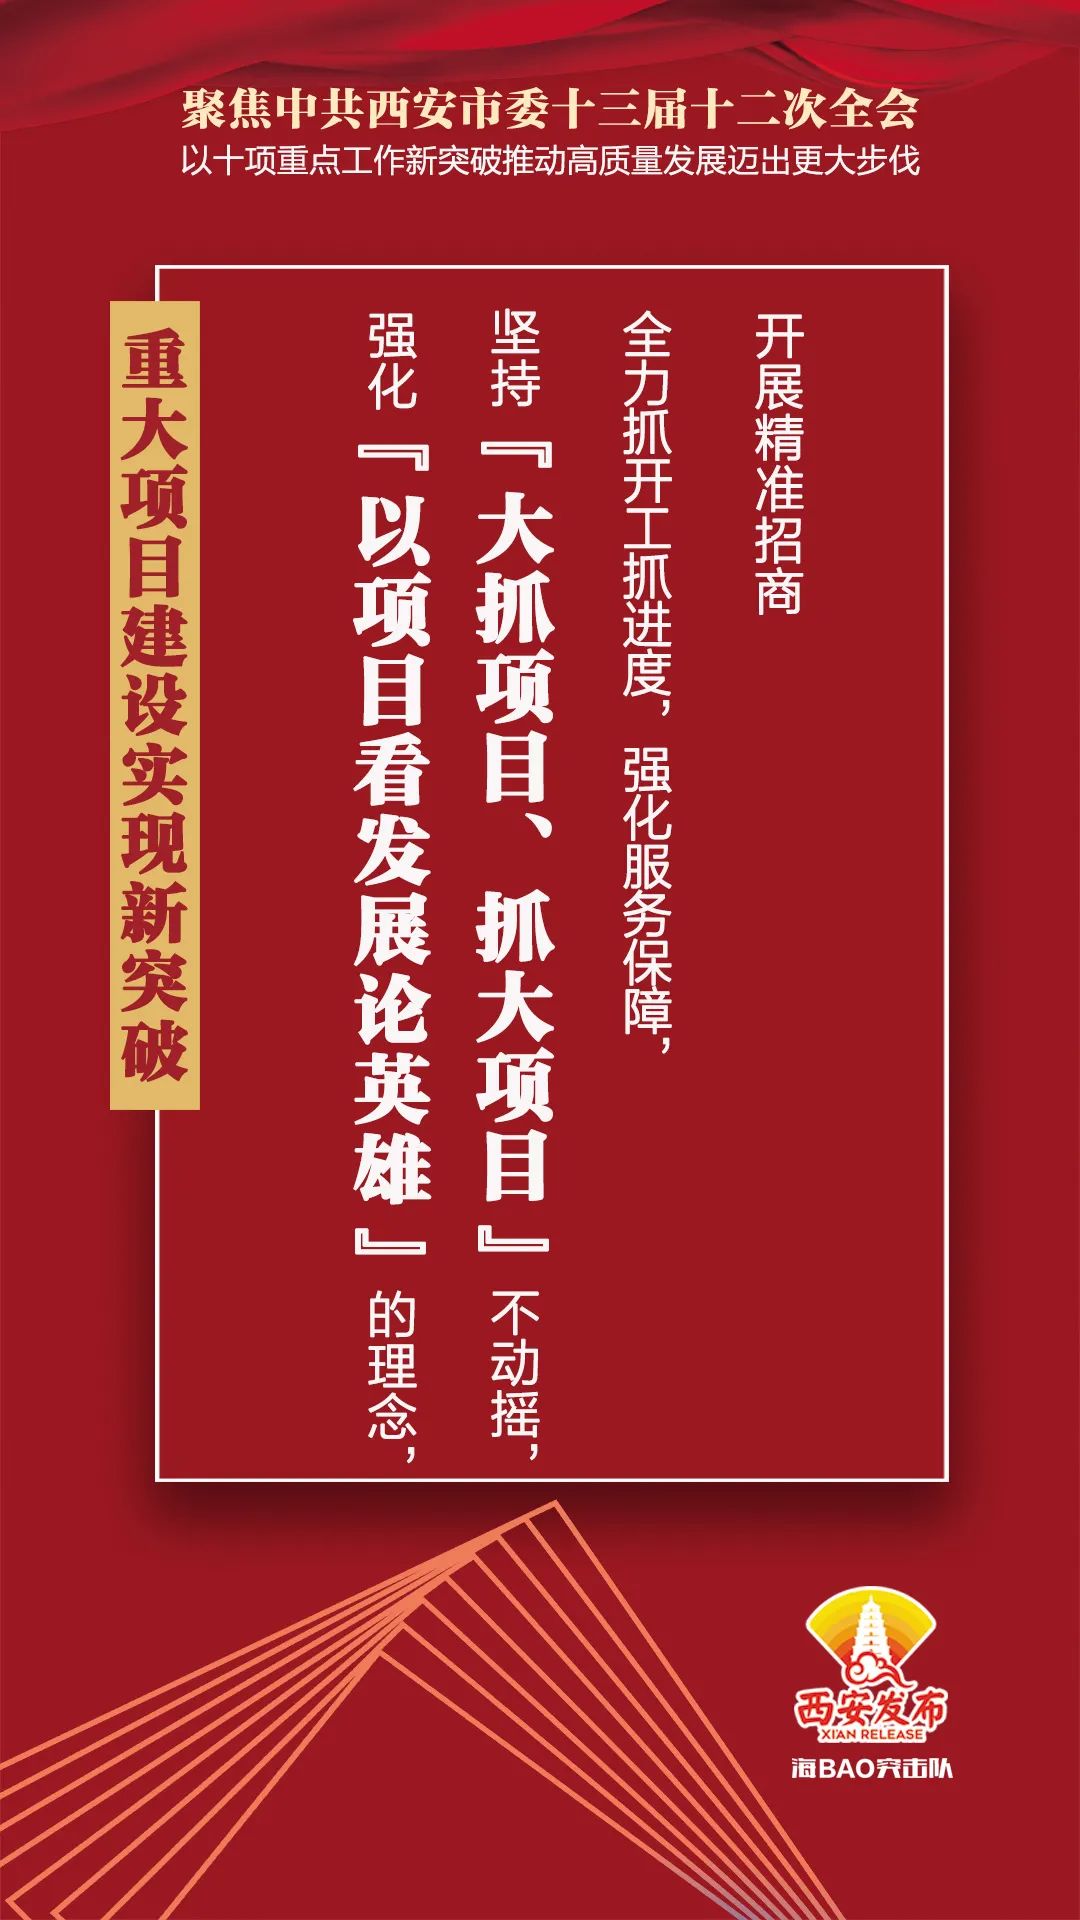 聚焦中共西安市委十三届十二次全会
以十项重点工作新突破推动高质量发展迈出更大步伐
重大项目建设实现新突破
强化『以项目看发展论英雄』的理念，
坚持『大抓项目、抓大项目』不动摇，
全力抓开工抓进度，强化服务保障，
开展精准招商
西安发布
XIAN RELEASE
海BAO突击队